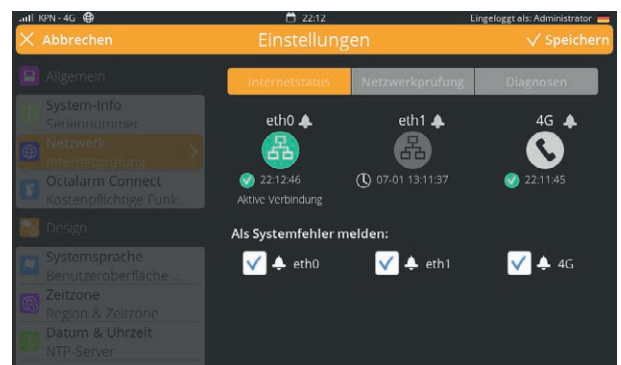 KPN - 4G 22:12 Eingeloggt als: Administrator
Abbrechen Einstellungen Speichern
Allgemein
System-Info
Seriennummer
Netzwerk
Internetprüfung
Octalarm Connect
Kostenpflichtige Funk...
Design
Systemsprache
Benutzeroberfläche ...
Zeitzone
Region & Zeitzone
Datum & Uhrzeit
NTP-Server
Internetstatus Netzwerkprüfung Diagnosen
eth0 eth1 4G
22:12:46 07-01 13:11:37 22:11:45
Aktive Verbindung
Als Systemfehler melden:
eth0 eth1 4G